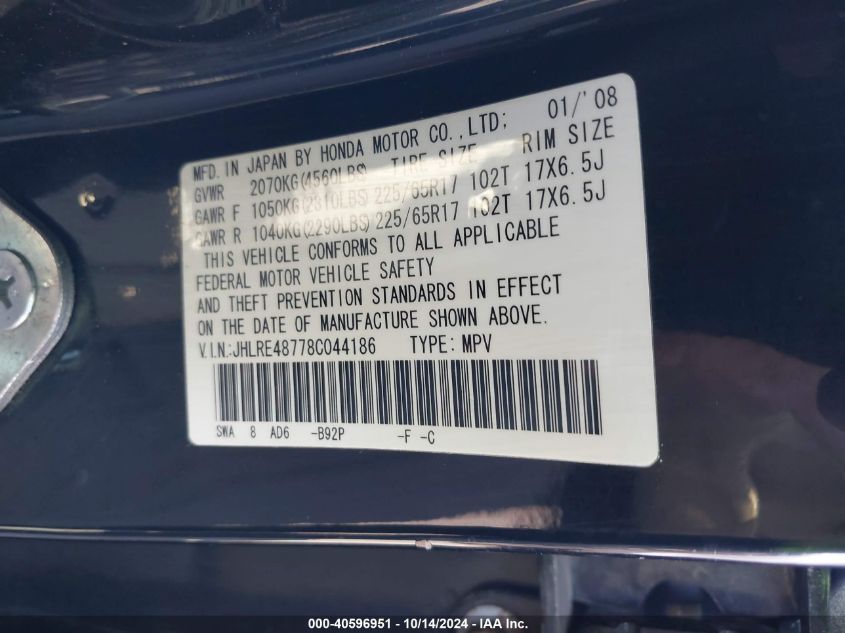 MFD. IN JAPAN BY HONDA MOTOR CO.,LTD; 01/'08
GVWR 2070KG(4560LBS) TIRE SIZE RIM SIZE
GAWR F 1050KG(2310LBS) 225/65R17 102T 17X6.5J
GAWR R 1040KG(2290LBS) 225/65R17 102T 17X6.5J
THIS VEHICLE CONFORMS TO ALL APPLICABLE
FEDERAL MOTOR VEHICLE SAFETY
AND THEFT PREVENTION STANDARDS IN EFFECT
ON THE DATE OF MANUFACTURE SHOWN ABOVE.
V.I.N.:JHLRE48778C044186 TYPE: MPV
SWA 8 AD6 -B92P -F -C
000-40596951 / 10/14/2024 - IAA Inc.